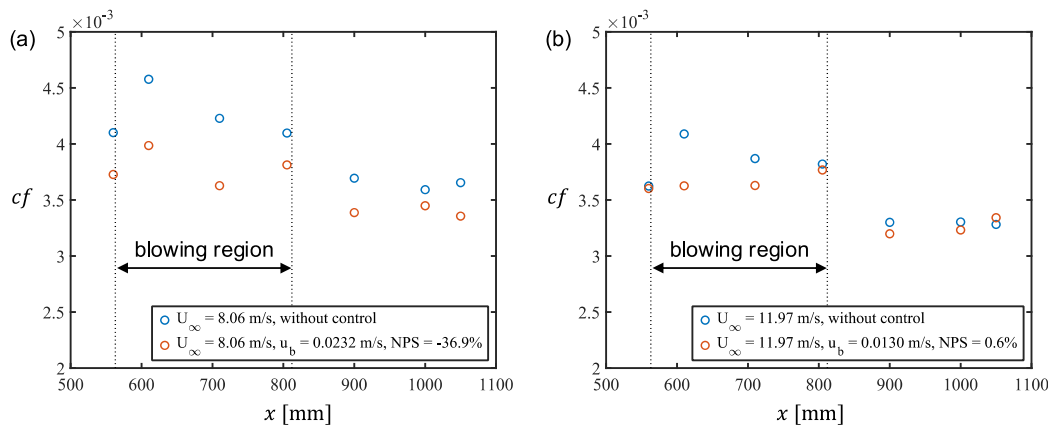 (a)
×10⁻³
5
4.5
4
3.5
3
2.5
2
cf
blowing region
U∞ = 8.06 m/s, without control
U∞ = 8.06 m/s, u_b = 0.0232 m/s, NPS = -36.9%
500 600 700 800 900 1000 1100
x [mm]
(b)
×10⁻³
5
4.5
4
3.5
3
2.5
2
cf
blowing region
U∞ = 11.97 m/s, without control
U∞ = 11.97 m/s, u_b = 0.0130 m/s, NPS = 0.6%
500 600 700 800 900 1000 1100
x [mm]